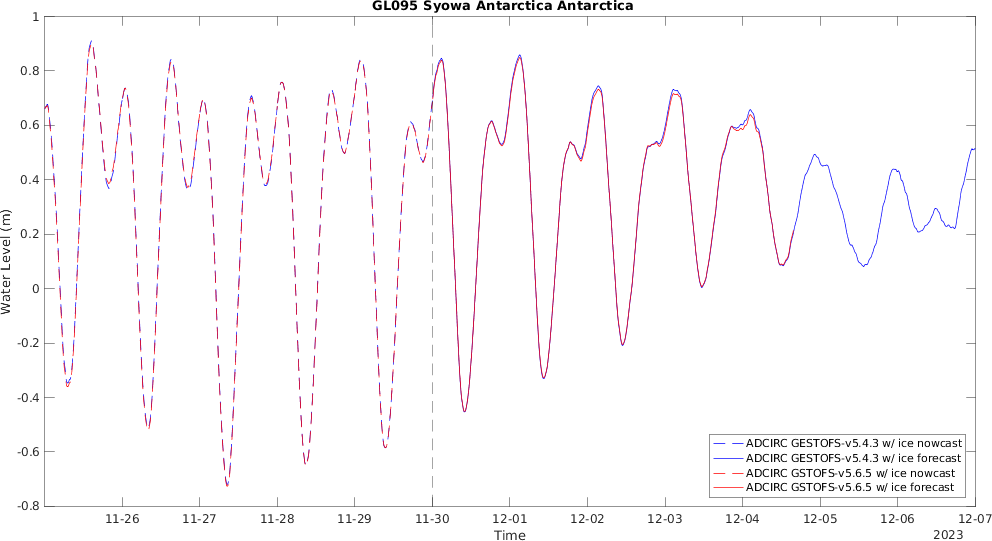 GL095 Syowa Antarctica Antarctica
Water Level (m)
1
0.8
0.6
0.4
0.2
0
-0.2
-0.4
-0.6
-0.8
ADCIRC GESTOFS-v5.4.3 w/ ice nowcast
ADCIRC GESTOFS-v5.4.3 w/ ice forecast
ADCIRC GSTOFS-v5.6.5 w/ ice nowcast
ADCIRC GSTOFS-v5.6.5 w/ ice forecast
11-26 11-27 11-28 11-29 11-30 12-01 12-02 12-03 12-04 12-05 12-06 12-07
Time
2023